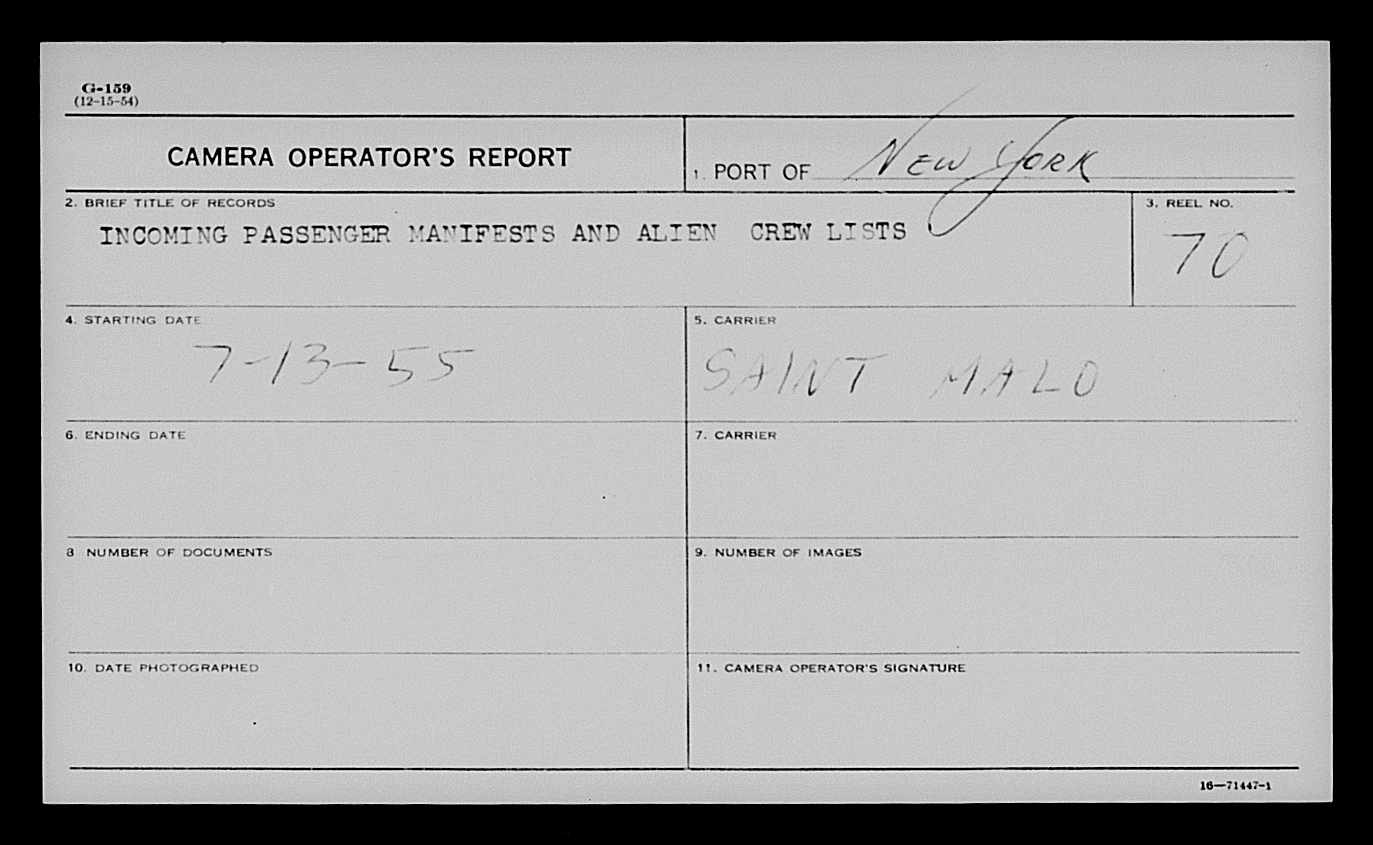 G-159
(12-15-54)
CAMERA OPERATOR'S REPORT
1. PORT OF NEW YORK
2. BRIEF TITLE OF RECORDS
INCOMING PASSENGER MANIFESTS AND ALIEN CREW LISTS
3. REEL NO.
70
4. STARTING DATE
7-13-55
5. CARRIER
SAINT MALO
6. ENDING DATE
7. CARRIER
8 NUMBER OF DOCUMENTS
9. NUMBER OF IMAGES
10. DATE PHOTOGRAPHED
11. CAMERA OPERATOR'S SIGNATURE
16—71447-1